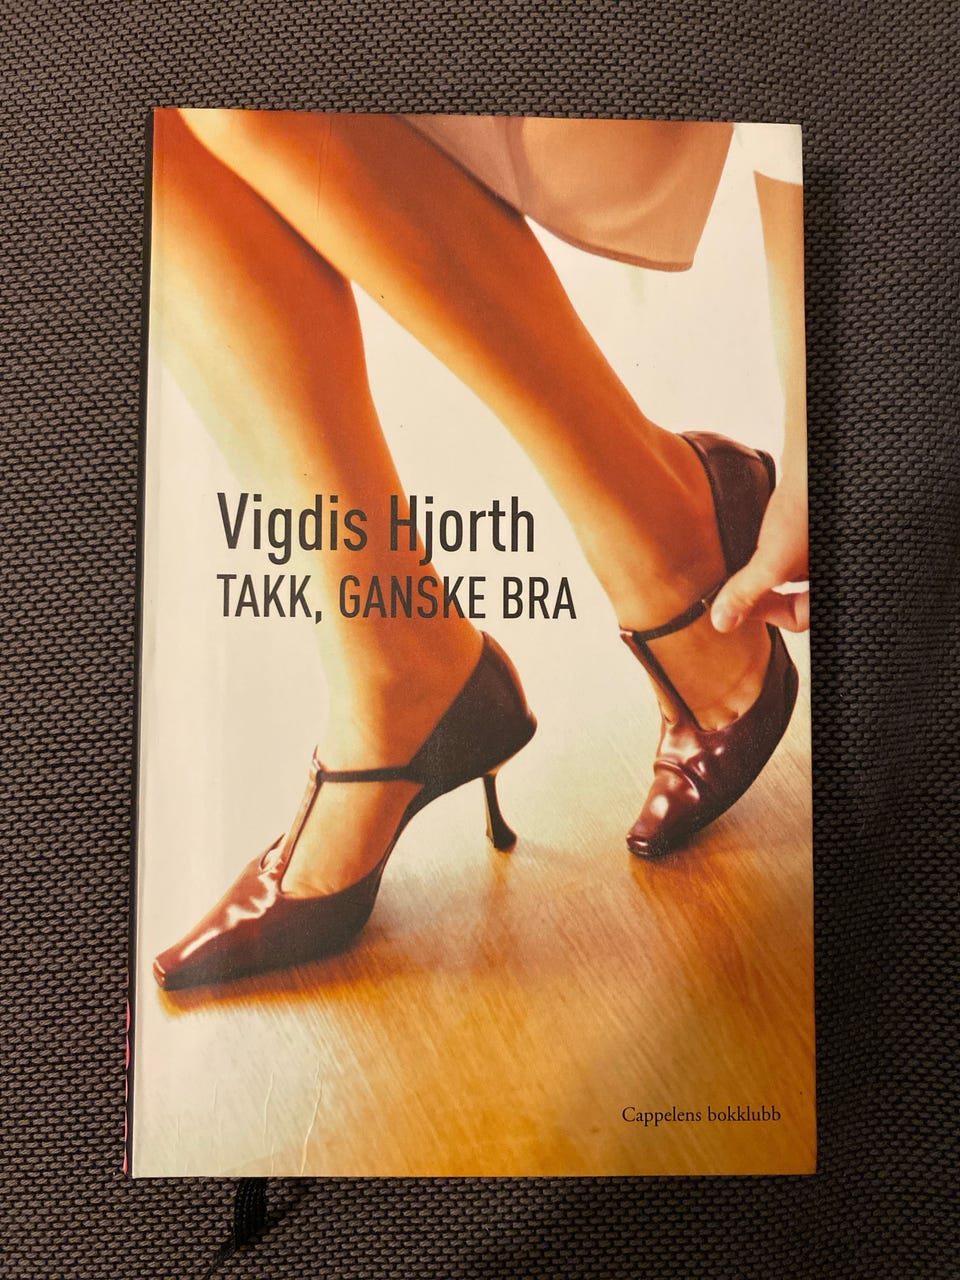 Vigdis Hjorth
TAKK, GANSKE BRA
Cappelens bokklubb